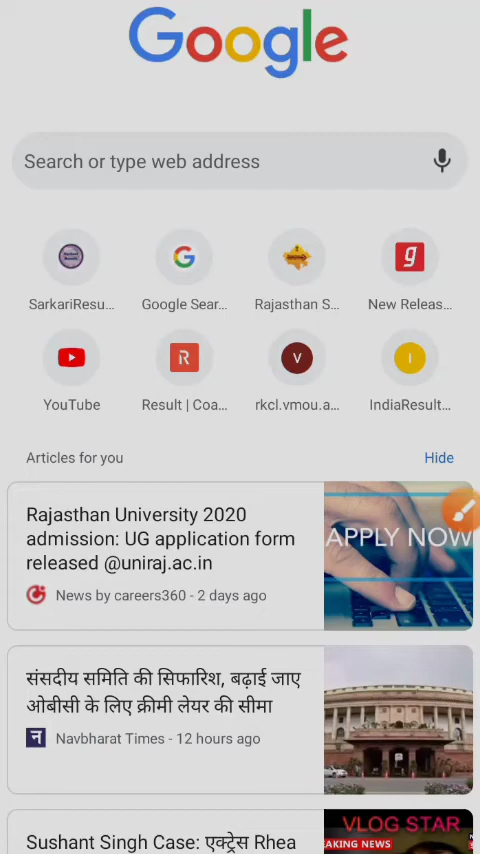 Google
Search or type web address
SarkariResu...
Google Sear...
Rajasthan S...
New Releas...
YouTube
Result | Coa...
rkcl.vmou.a...
IndiaResult...
Articles for you
Hide
Rajasthan University 2020
admission: UG application form
released @uniraj.ac.in
News by careers360 - 2 days ago
APPLY NOW
संसदीय समिति की सिफारिश, बढ़ाई जाए
ओबीसी के लिए क्रीमी लेयर की सीमा
न
Navbharat Times - 12 hours ago
Sushant Singh Case: एक्ट्रेस Rhea
VLOG STAR
EAKING NEWS